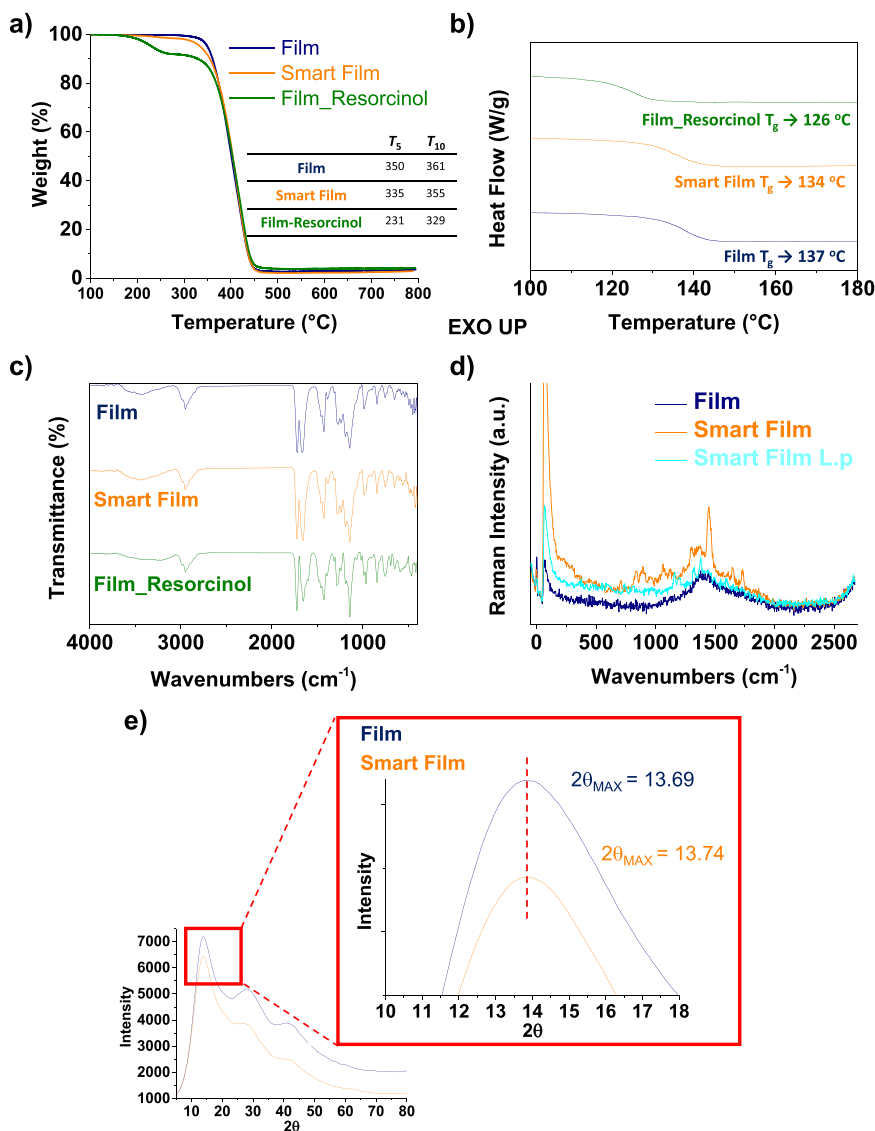 a)
100
80
60
40
20
0
Weight (%)
Film
Smart Film
Film_Resorcinol
T5 T10
Film 350 361
Smart Film 335 355
Film-Resorcinol 231 329
100 200 300 400 500 600 700 800
Temperature (°C)
b)
Heat Flow (W/g)
Film_Resorcinol Tg → 126 ºC
Smart Film Tg → 134 ºC
Film Tg → 137 ºC
100 120 140 160 180
Temperature (°C)
EXO UP
c)
Transmittance (%)
Film
Smart Film
Film_Resorcinol
4000 3000 2000 1000
Wavenumbers (cm-1)
d)
Raman Intensity (a.u.)
Film
Smart Film
Smart Film L.p
0 500 1000 1500 2000 2500
Wavenumbers (cm-1)
e)
Film
Smart Film
2θMAX = 13.69
2θMAX = 13.74
Intensity
10 11 12 13 14 15 16 17 18
2θ
7000
6000
5000
4000
3000
2000
1000
Intensity
10 20 30 40 50 60 70 80
2θ